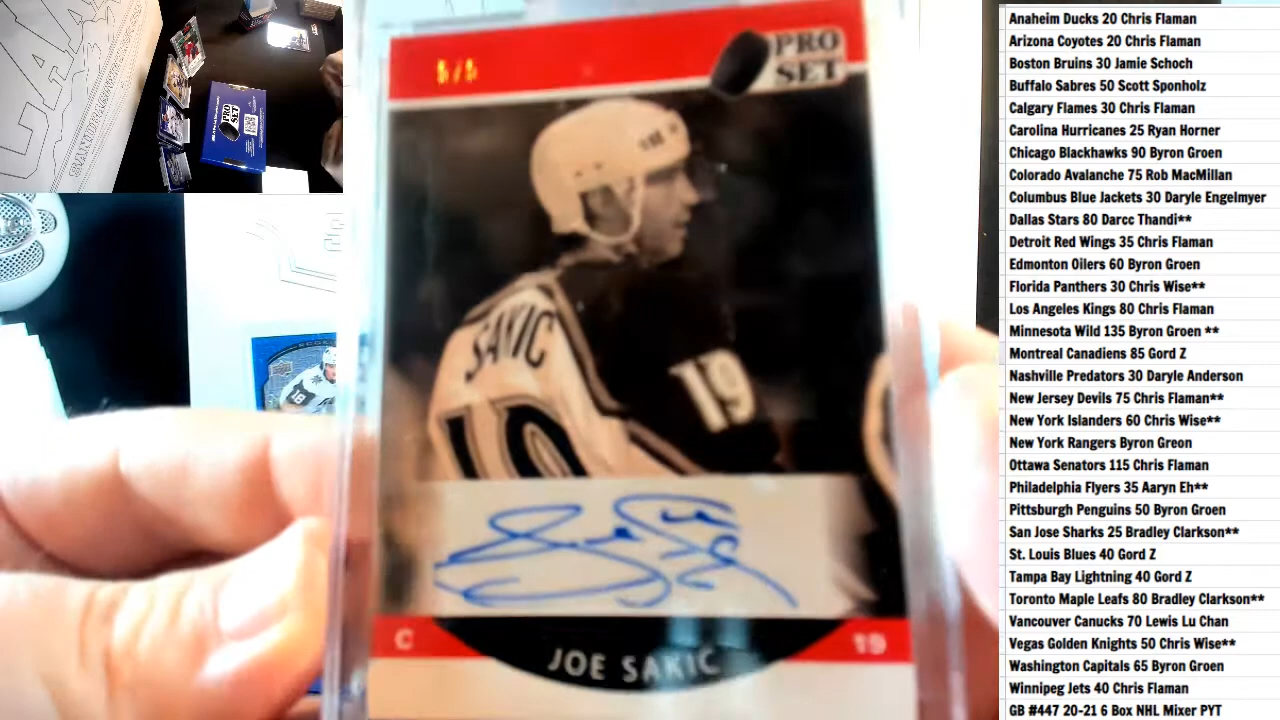 5/5
PRO
SET
SAKIC
19
19
C
19
JOE SAKIC
PRO
SET
18
Anaheim Ducks 20 Chris Flaman
Arizona Coyotes 20 Chris Flaman
Boston Bruins 30 Jamie Schoch
Buffalo Sabres 50 Scott Sponholz
Calgary Flames 30 Chris Flaman
Carolina Hurricanes 25 Ryan Horner
Chicago Blackhawks 90 Byron Groen
Colorado Avalanche 75 Rob MacMillan
Columbus Blue Jackets 30 Daryle Engelmyer
Dallas Stars 80 Darcc Thandi**
Detroit Red Wings 35 Chris Flaman
Edmonton Oilers 60 Byron Groen
Florida Panthers 30 Chris Wise**
Los Angeles Kings 80 Chris Flaman
Minnesota Wild 135 Byron Groen **
Montreal Canadiens 85 Gord Z
Nashville Predators 30 Daryle Anderson
New Jersey Devils 75 Chris Flaman**
New York Islanders 60 Chris Wise**
New York Rangers Byron Greon
Ottawa Senators 115 Chris Flaman
Philadelphia Flyers 35 Aaryn Eh**
Pittsburgh Penguins 50 Byron Groen
San Jose Sharks 25 Bradley Clarkson**
St. Louis Blues 40 Gord Z
Tampa Bay Lightning 40 Gord Z
Toronto Maple Leafs 80 Bradley Clarkson**
Vancouver Canucks 70 Lewis Lu Chan
Vegas Golden Knights 50 Chris Wise**
Washington Capitals 65 Byron Groen
Winnipeg Jets 40 Chris Flaman
GB #447 20-21 6 Box NHL Mixer PYT